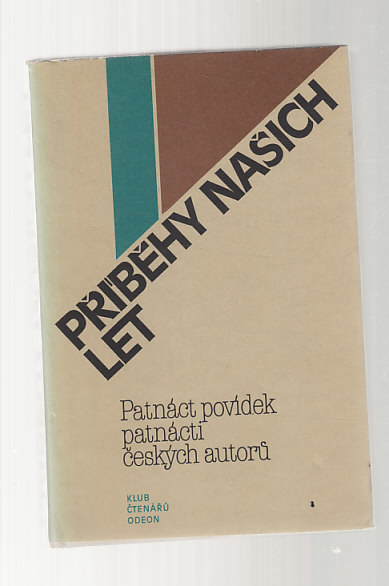 PŘÍBĚHY NAŠICH
LET
Patnáct povídek
patnácti
českých autorů
KLUB
ČTENÁŘŮ
ODEON